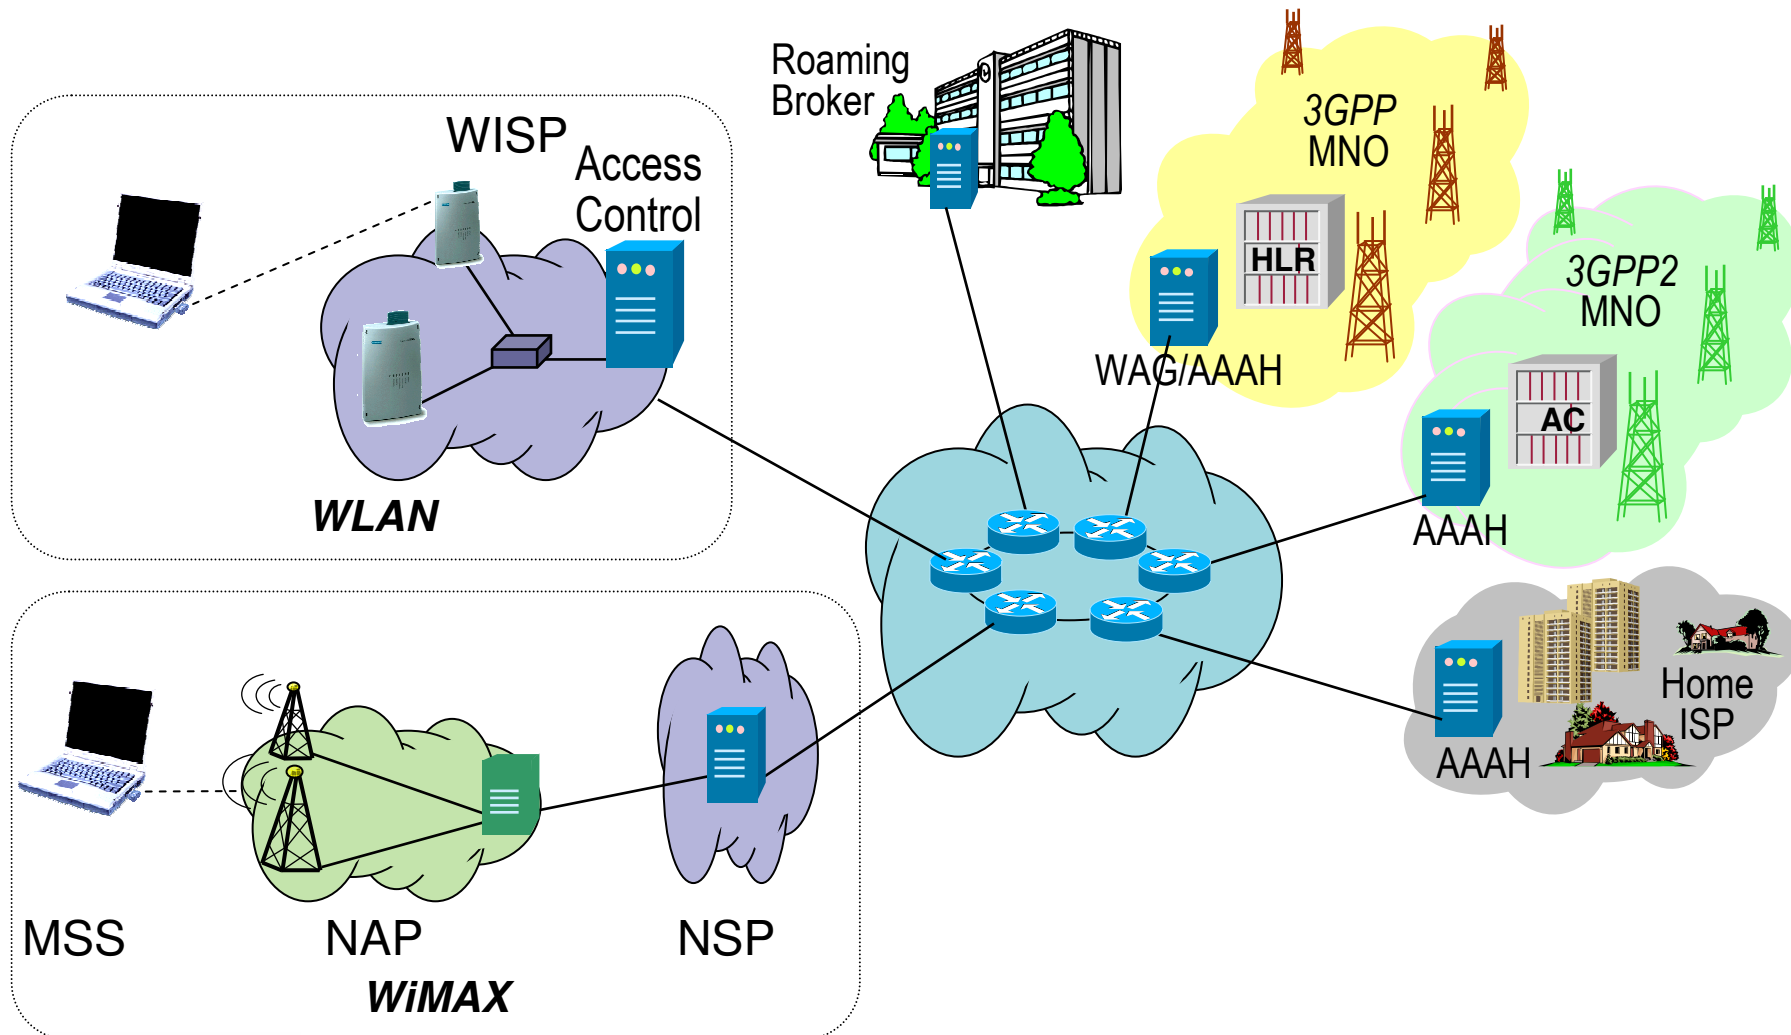 WISP
Access
Control
WLAN
Roaming
Broker
3GPP
MNO
HLR
WAG/AAAH
3GPP2
MNO
AC
AAAH
Home
ISP
AAAH
MSS
NAP
NSP
WiMAX